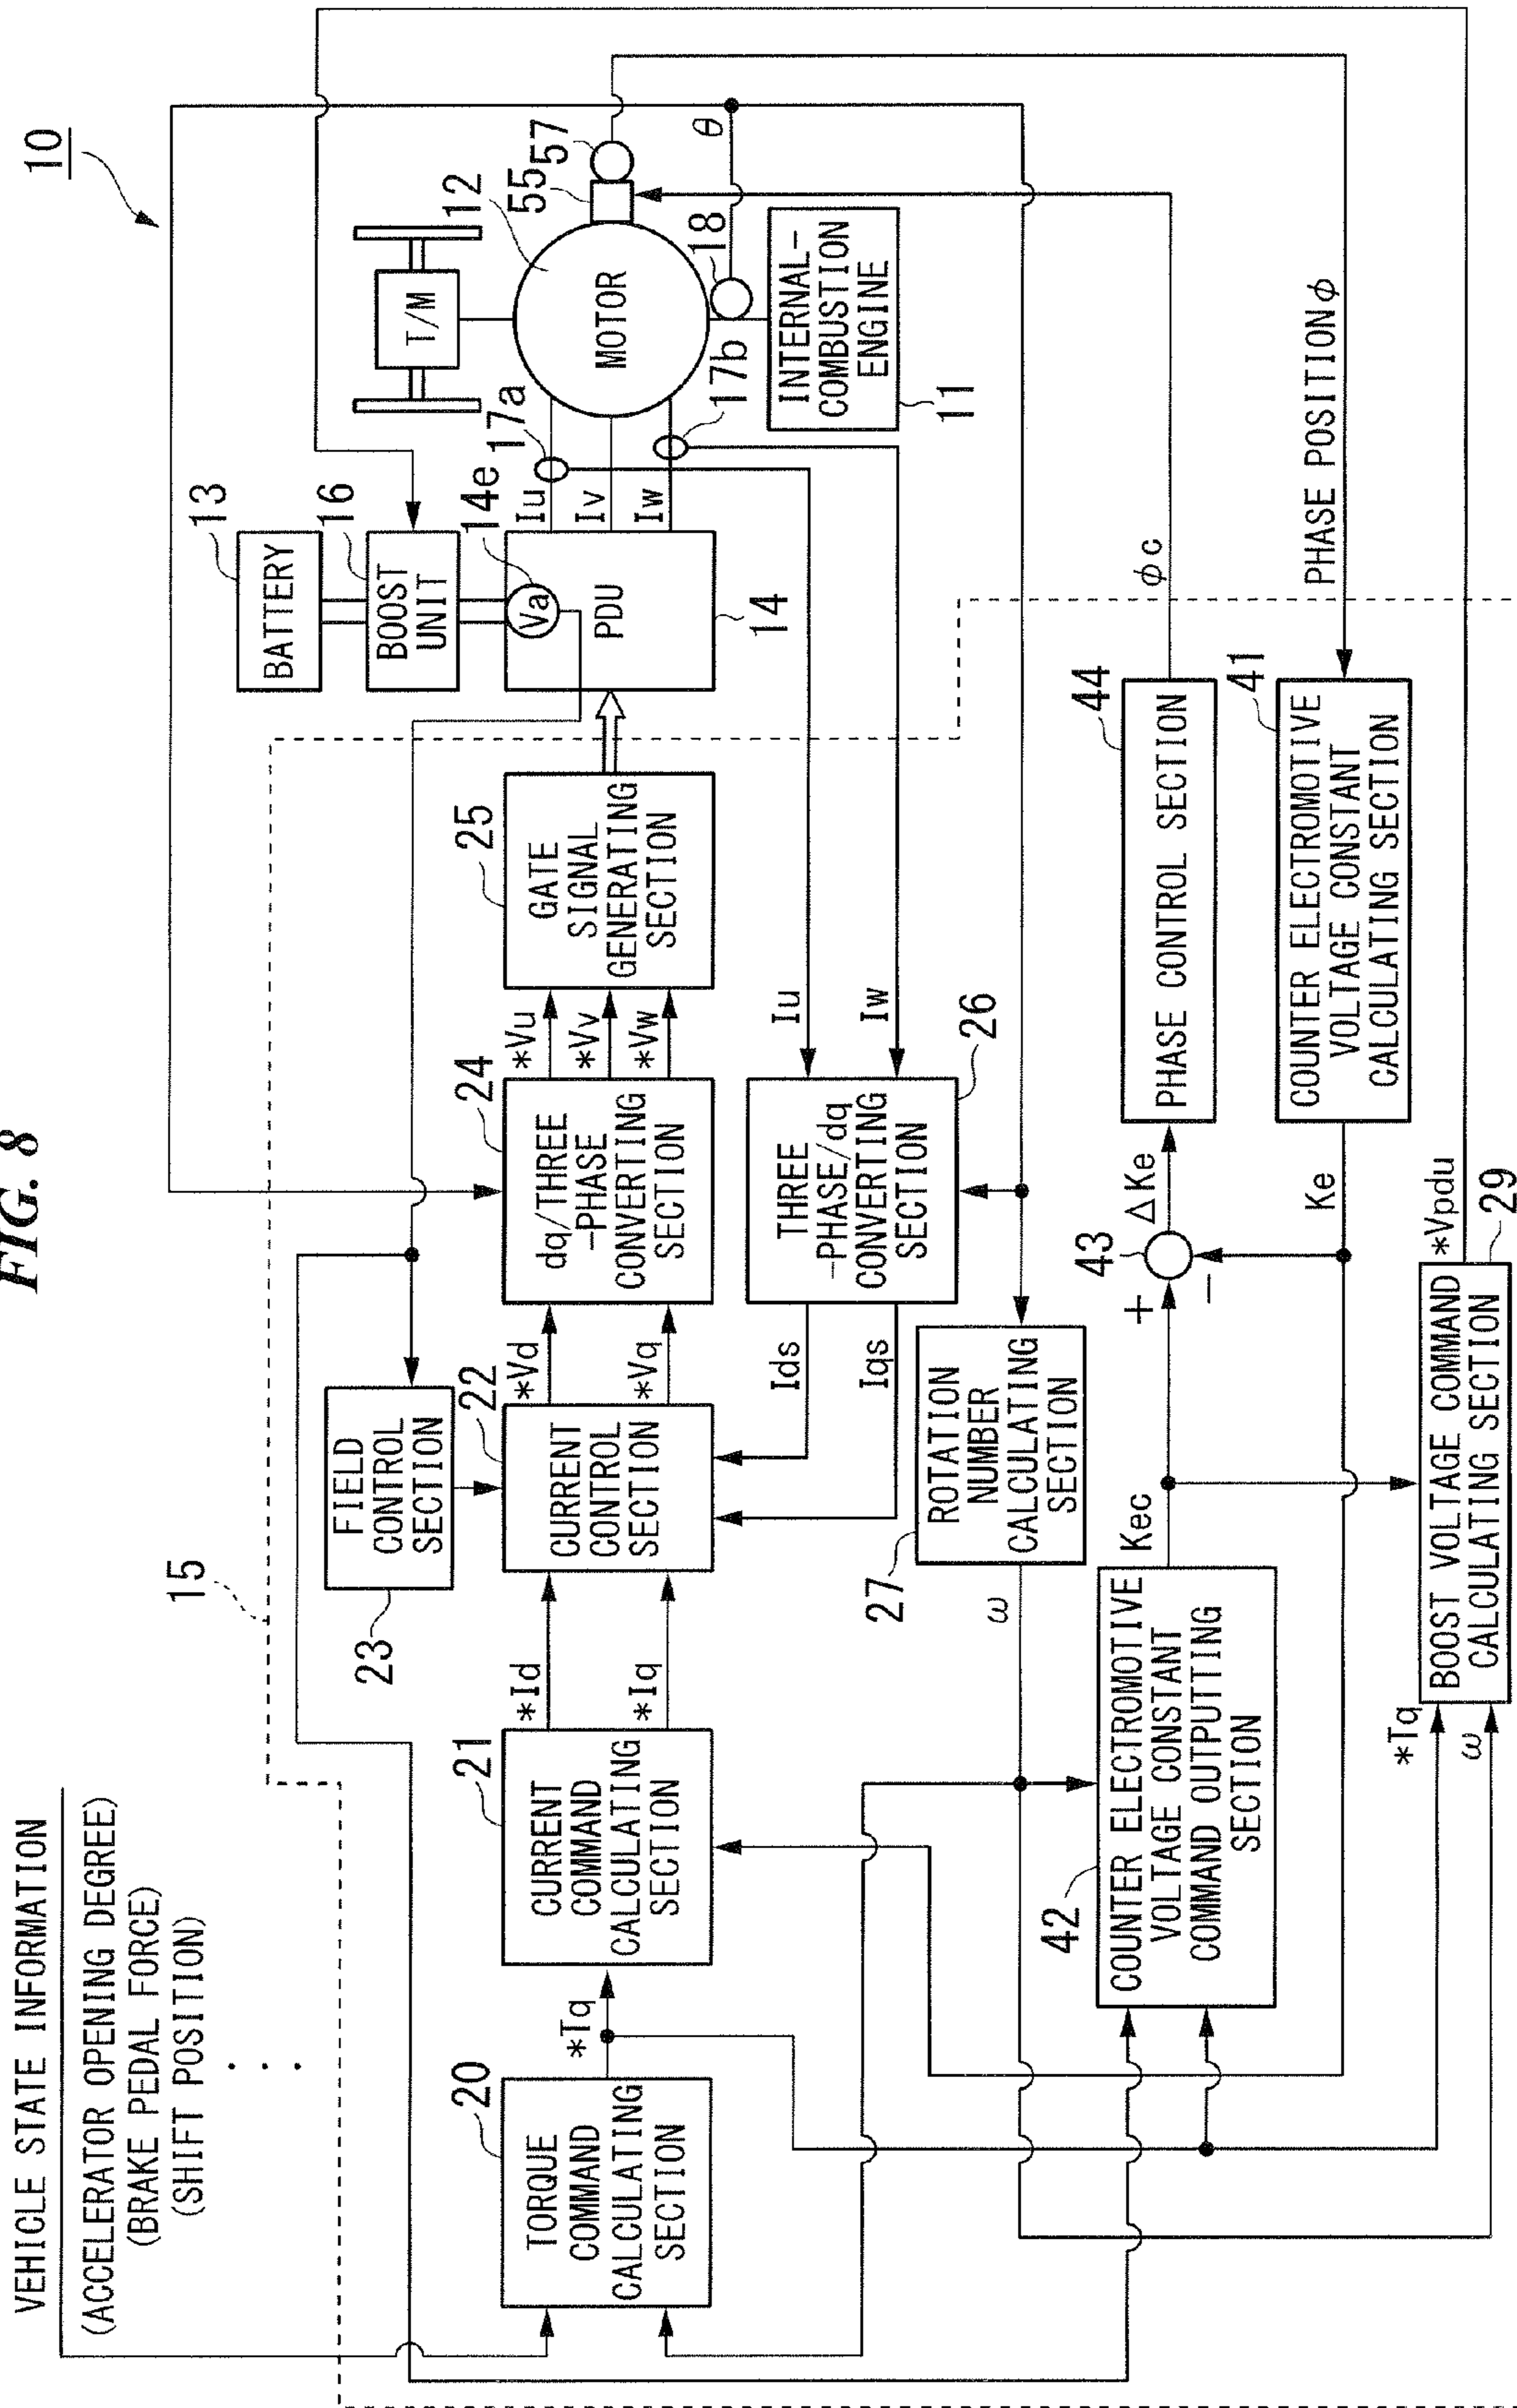 FIG. 8
10
VEHICLE STATE INFORMATION
(ACCELERATOR OPENING DEGREE)
(BRAKE PEDAL FORCE)
(SHIFT POSITION)
. . .
15
13
BATTERY
16
BOOST
UNIT
14e
Va
PDU
14
T/M
12
MOTOR
55
57
θ
18
17a
17b
Iu
Iv
Iw
INTERNAL-
COMBUSTION
ENGINE
11
23
FIELD
CONTROL
SECTION
20
TORQUE
COMMAND
CALCULATING
SECTION
*Tq
21
CURRENT
COMMAND
CALCULATING
SECTION
*Id
*Iq
22
CURRENT
CONTROL
SECTION
*Vd
*Vq
24
dq/THREE
-PHASE
CONVERTING
SECTION
*Vu
*Vv
*Vw
25
GATE
SIGNAL
GENERATING
SECTION
Ids
Iqs
THREE
-PHASE/dq
CONVERTING
SECTION
26
Iu
Iw
27
ROTATION
NUMBER
CALCULATING
SECTION
ω
42
COUNTER ELECTROMOTIVE
VOLTAGE CONSTANT
COMMAND OUTPUTTING
SECTION
Kec
+
−
43
ΔKe
44
PHASE CONTROL SECTION
φc
41
COUNTER ELECTROMOTIVE
VOLTAGE CONSTANT
CALCULATING SECTION
Ke
PHASE POSITION φ
*Tq
ω
BOOST VOLTAGE COMMAND
CALCULATING SECTION
29
*Vpdu